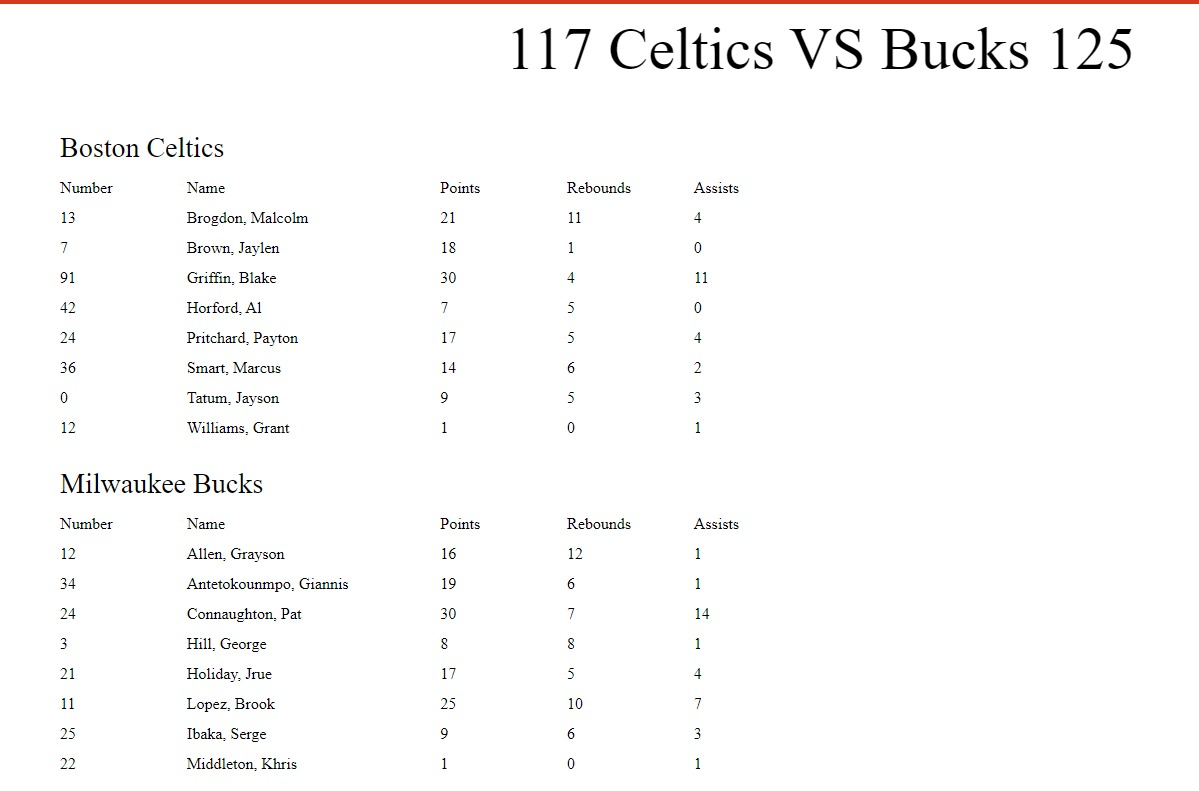 117 Celtics VS Bucks 125
Boston Celtics
Number Name Points Rebounds Assists
13 Brogdon, Malcolm 21 11 4
7 Brown, Jaylen 18 1 0
91 Griffin, Blake 30 4 11
42 Horford, Al 7 5 0
24 Pritchard, Payton 17 5 4
36 Smart, Marcus 14 6 2
0 Tatum, Jayson 9 5 3
12 Williams, Grant 1 0 1
Milwaukee Bucks
Number Name Points Rebounds Assists
12 Allen, Grayson 16 12 1
34 Antetokounmpo, Giannis 19 6 1
24 Connaughton, Pat 30 7 14
3 Hill, George 8 8 1
21 Holiday, Jrue 17 5 4
11 Lopez, Brook 25 10 7
25 Ibaka, Serge 9 6 3
22 Middleton, Khris 1 0 1